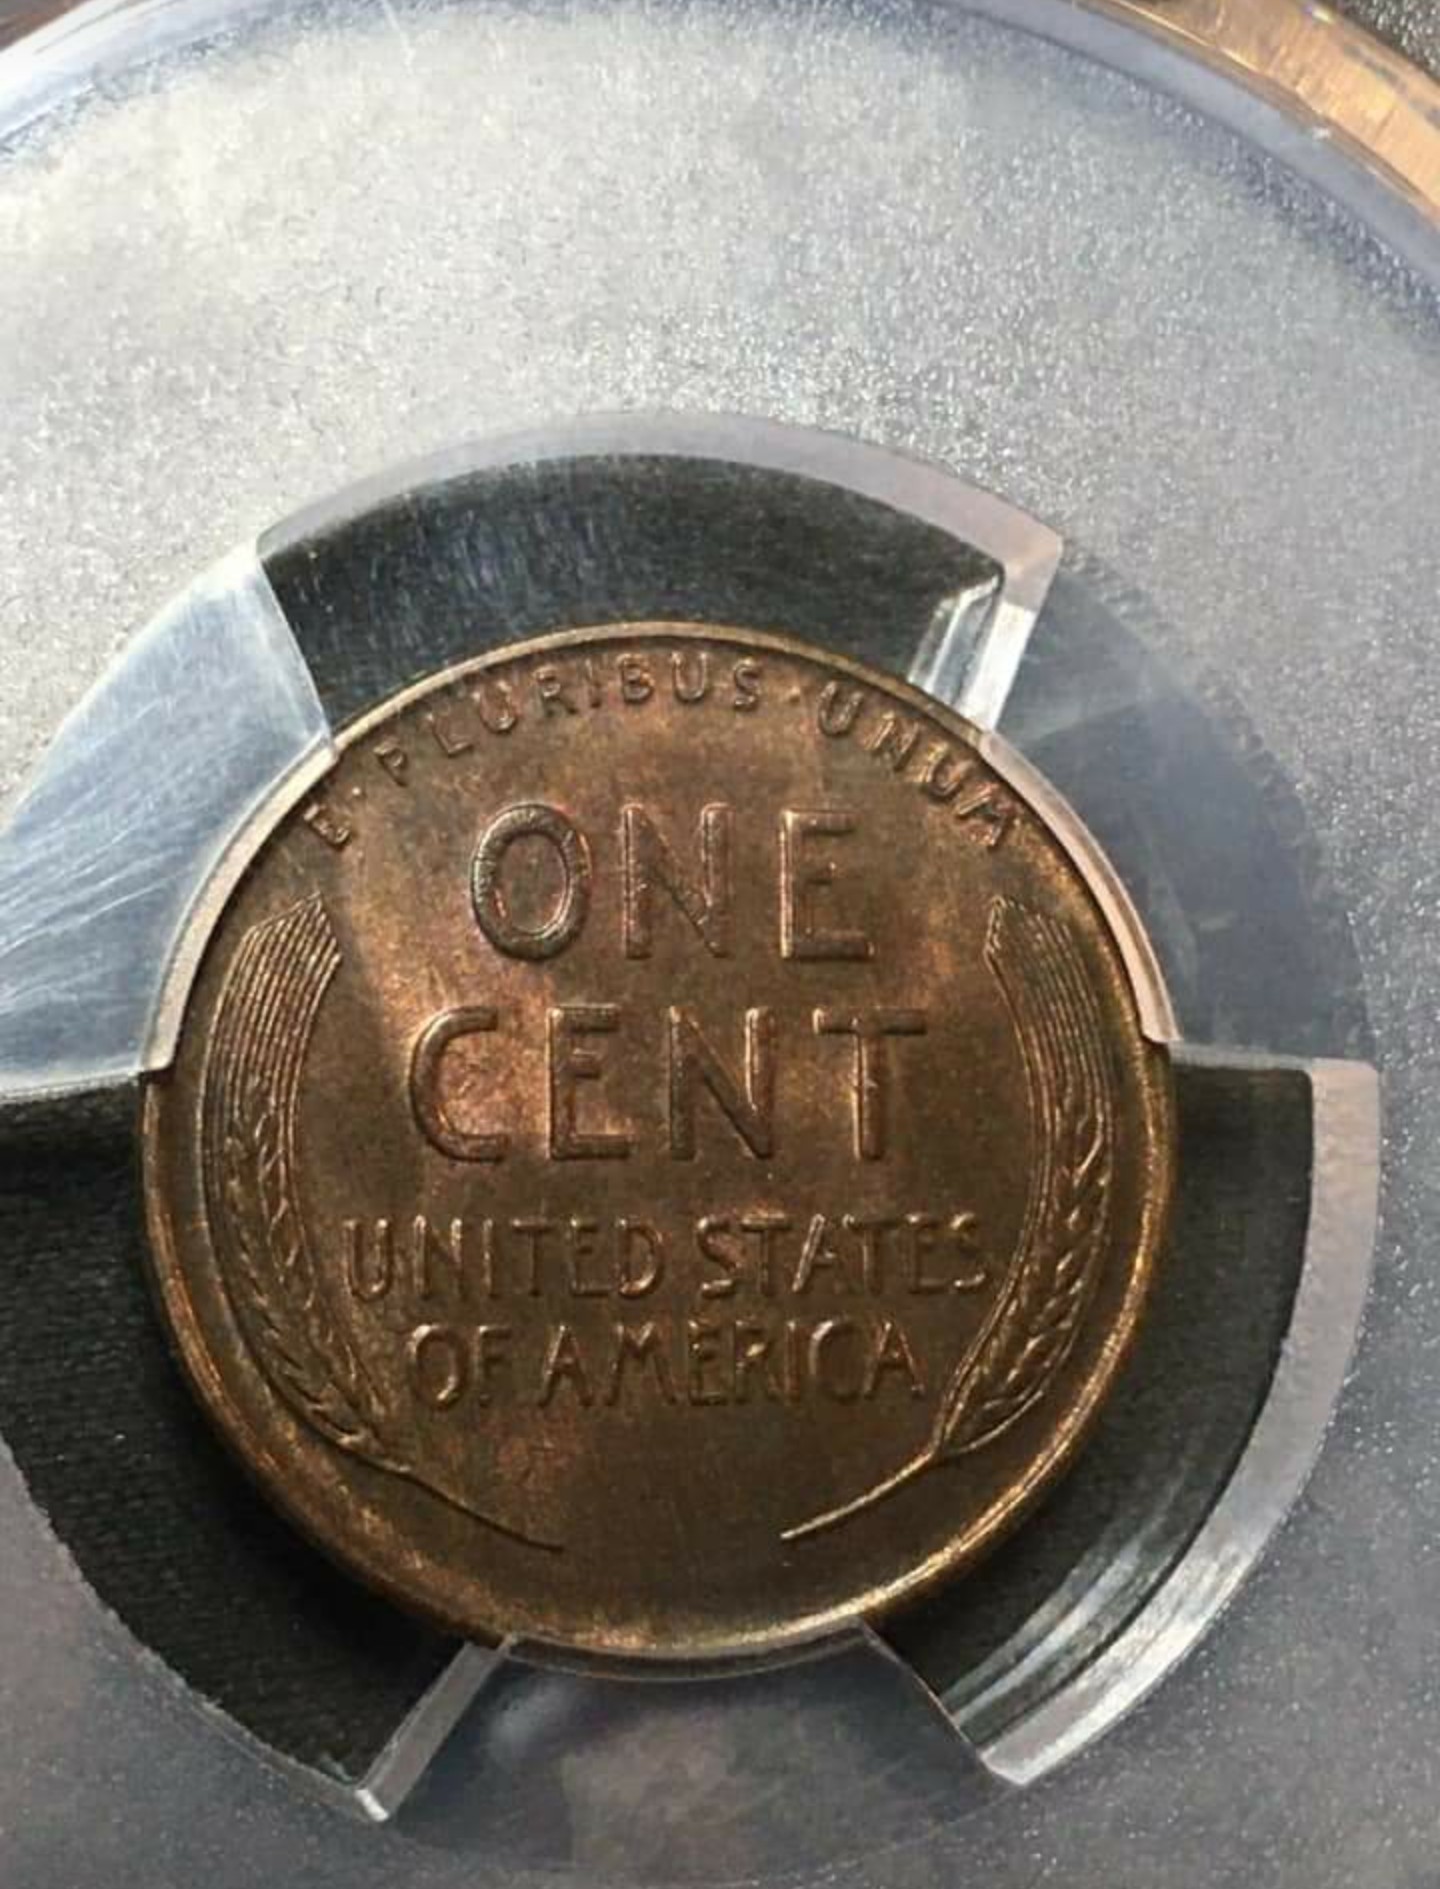 E·PLURIBUS·UNUM
ONE
CENT
UNITED STATES
OF AMERICA